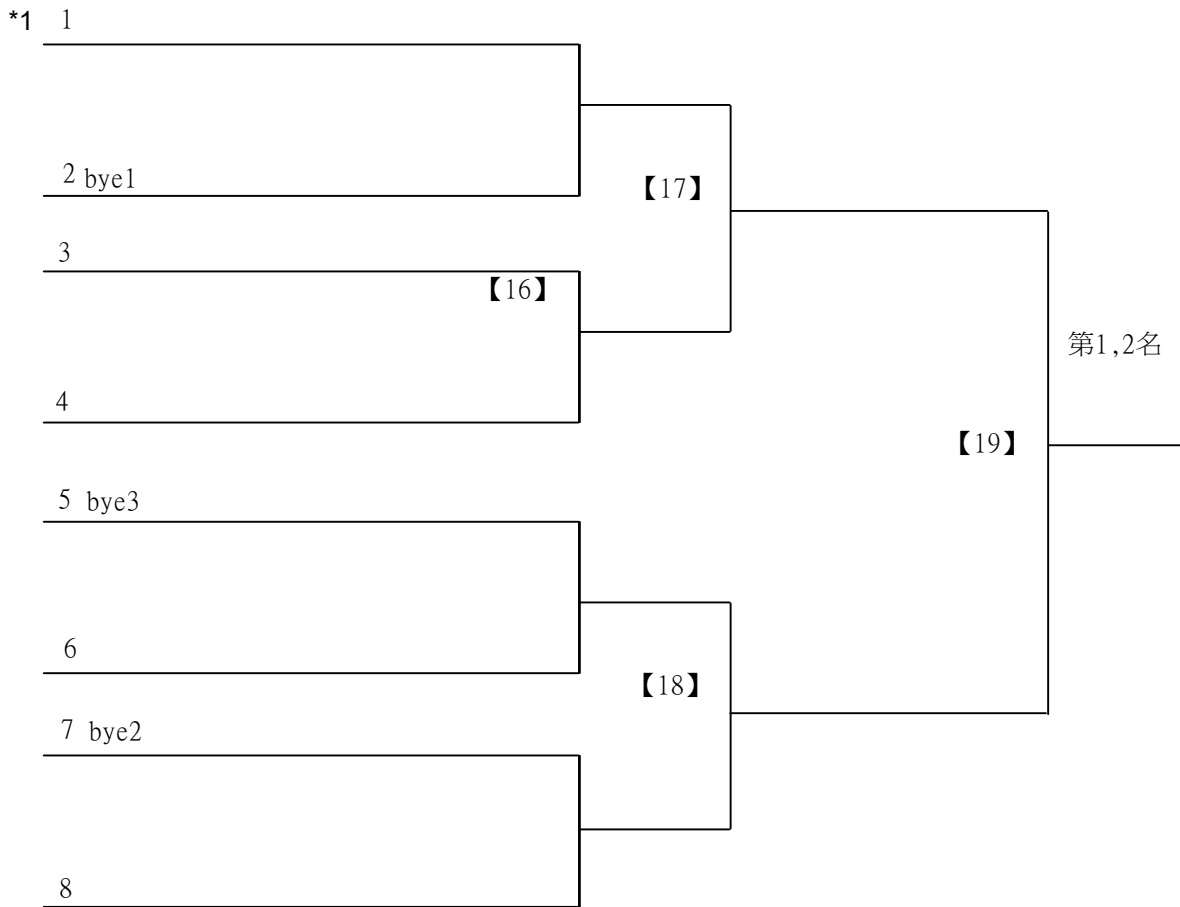 *1 1
2 bye1
【17】
3
【16】
第1,2名
4
【19】
5 bye3
6
【18】
7 bye2
8